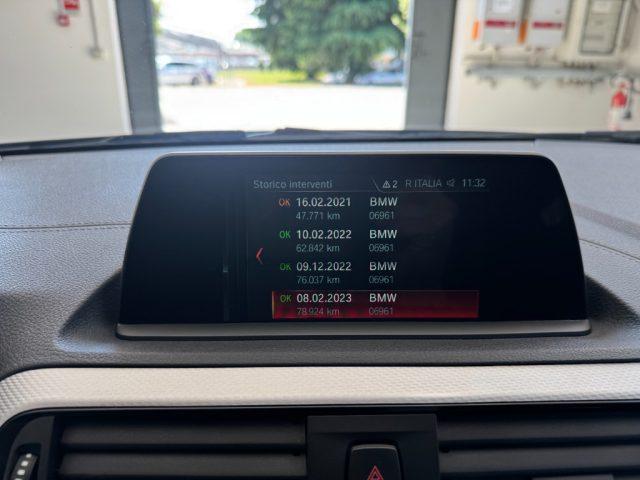 Storico interventi 2 R ITALIA 11:32
OK 16.02.2021 BMW
47.771 km 06961
OK 10.02.2022 BMW
62.842 km 06961
OK 09.12.2022 BMW
76.037 km 06961
OK 08.02.2023 BMW
78.924 km 06961